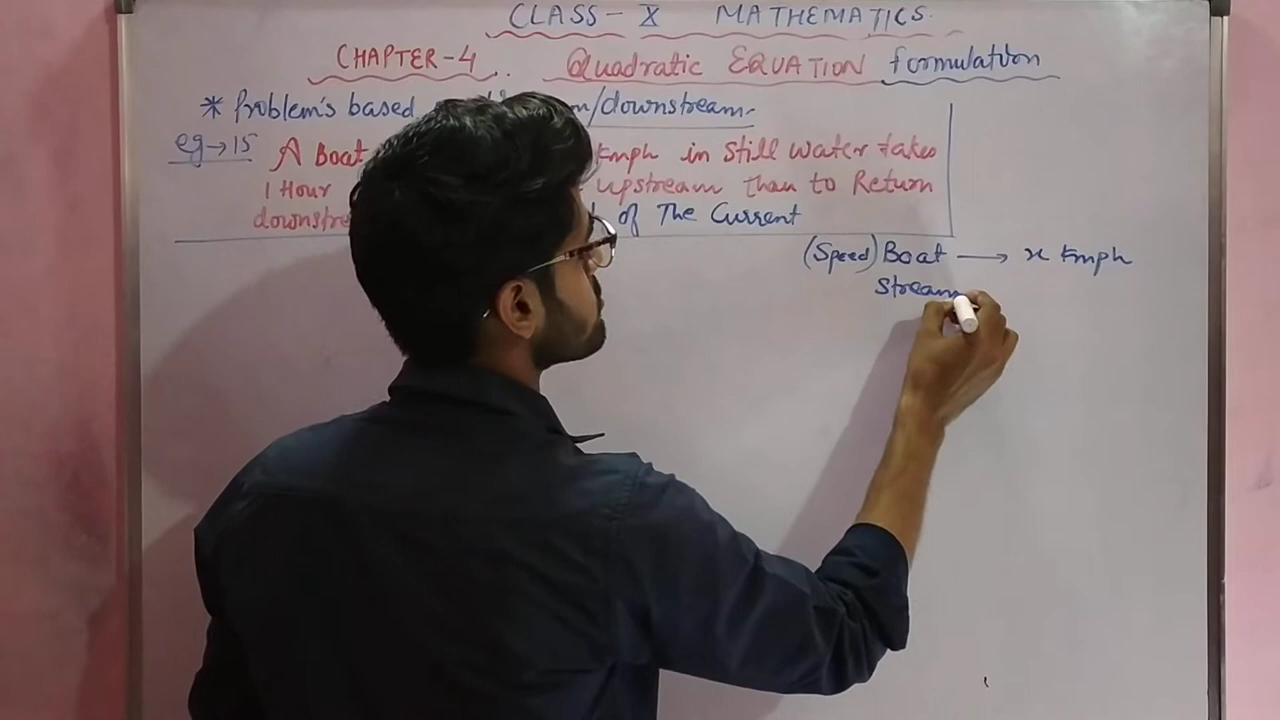 CLASS - X MATHEMATICS.
CHAPTER-4 .. Quadratic EQUATION formulation
* Problem's based /downstream.
eg→15 A Boat kmph in Still Water takes
1 Hour upstream than to Return
of The Current
(Speed) Boat → x kmph
Stream